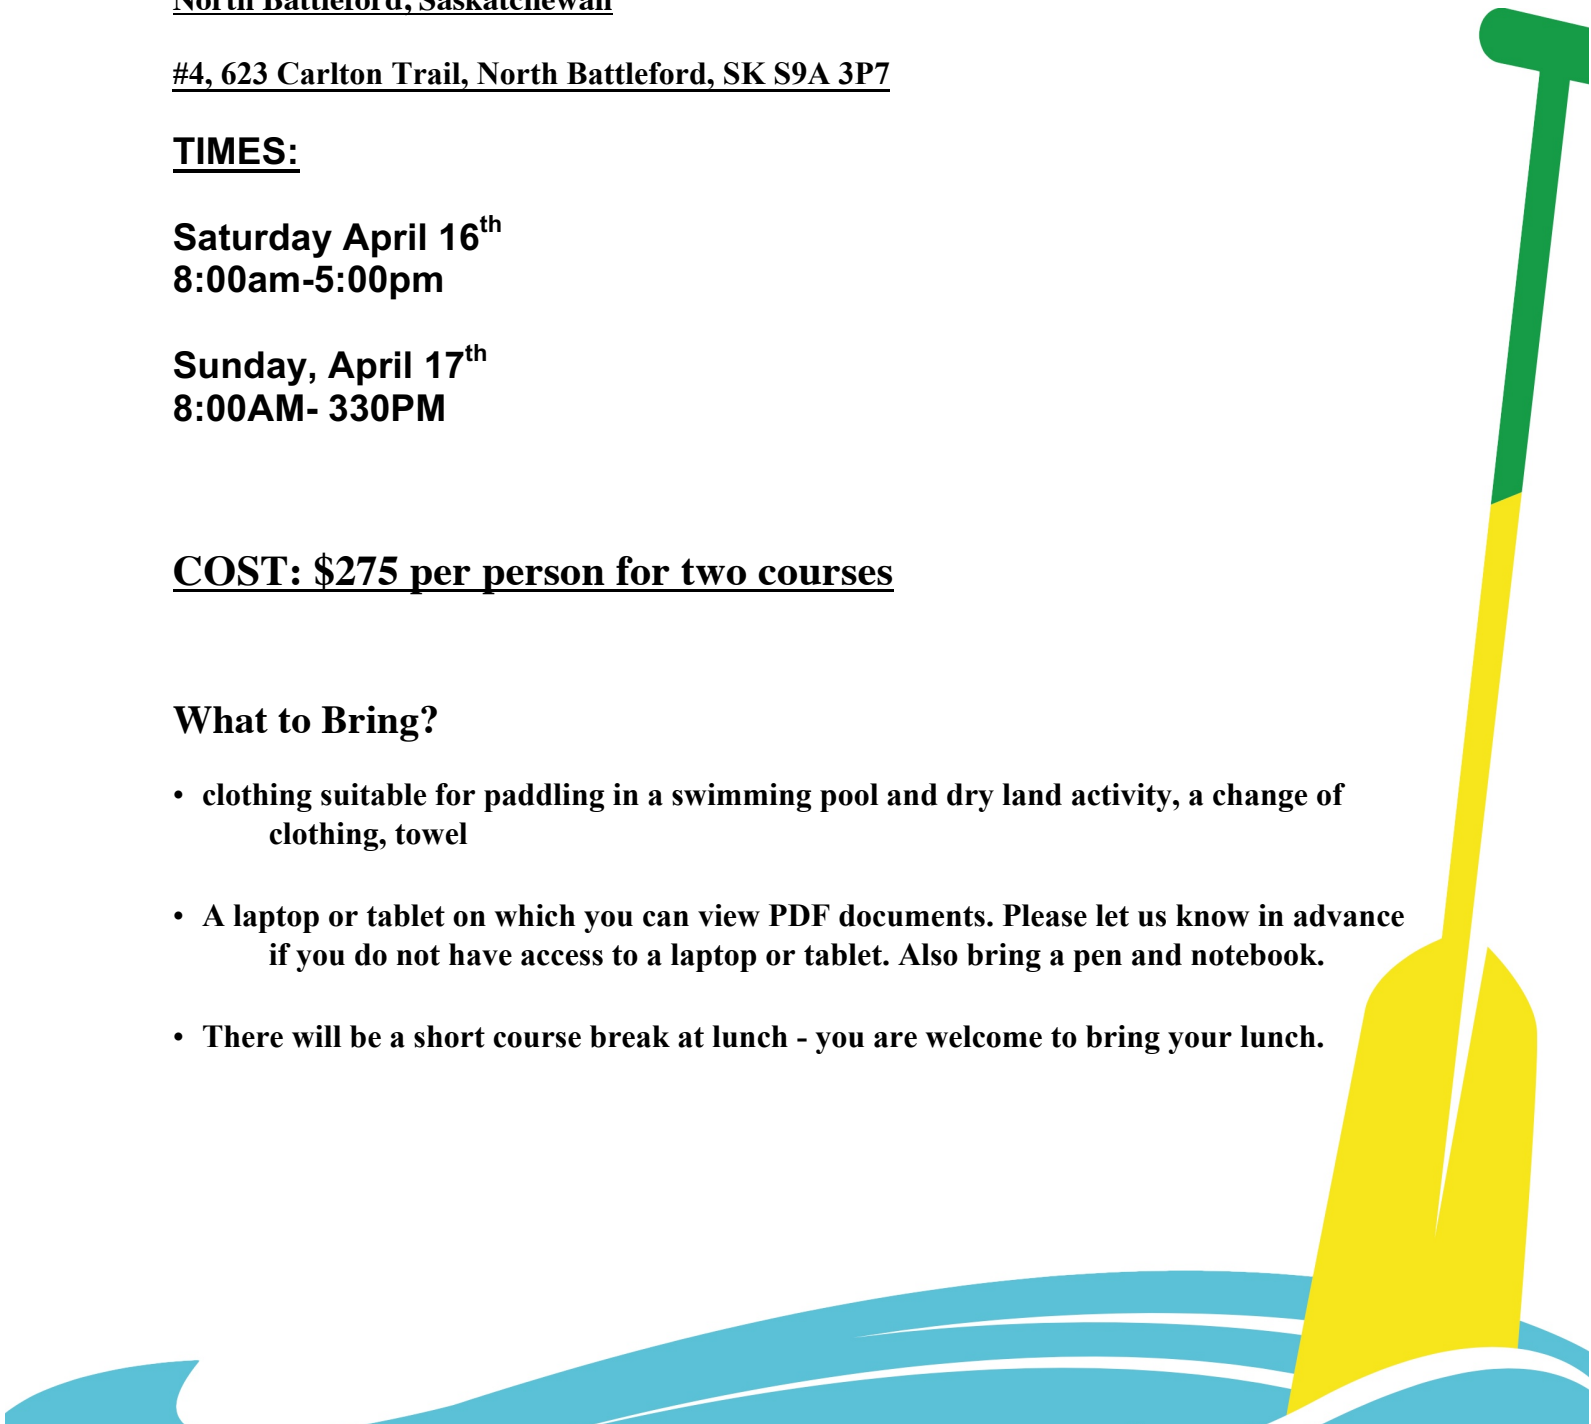 North Battleford, Saskatchewan
#4, 623 Carlton Trail, North Battleford, SK S9A 3P7
TIMES:
Saturday April 16th
8:00am-5:00pm
Sunday, April 17th
8:00AM- 330PM
COST: $275 per person for two courses
What to Bring?
• clothing suitable for paddling in a swimming pool and dry land activity, a change of
clothing, towel
• A laptop or tablet on which you can view PDF documents. Please let us know in advance
if you do not have access to a laptop or tablet. Also bring a pen and notebook.
• There will be a short course break at lunch - you are welcome to bring your lunch.